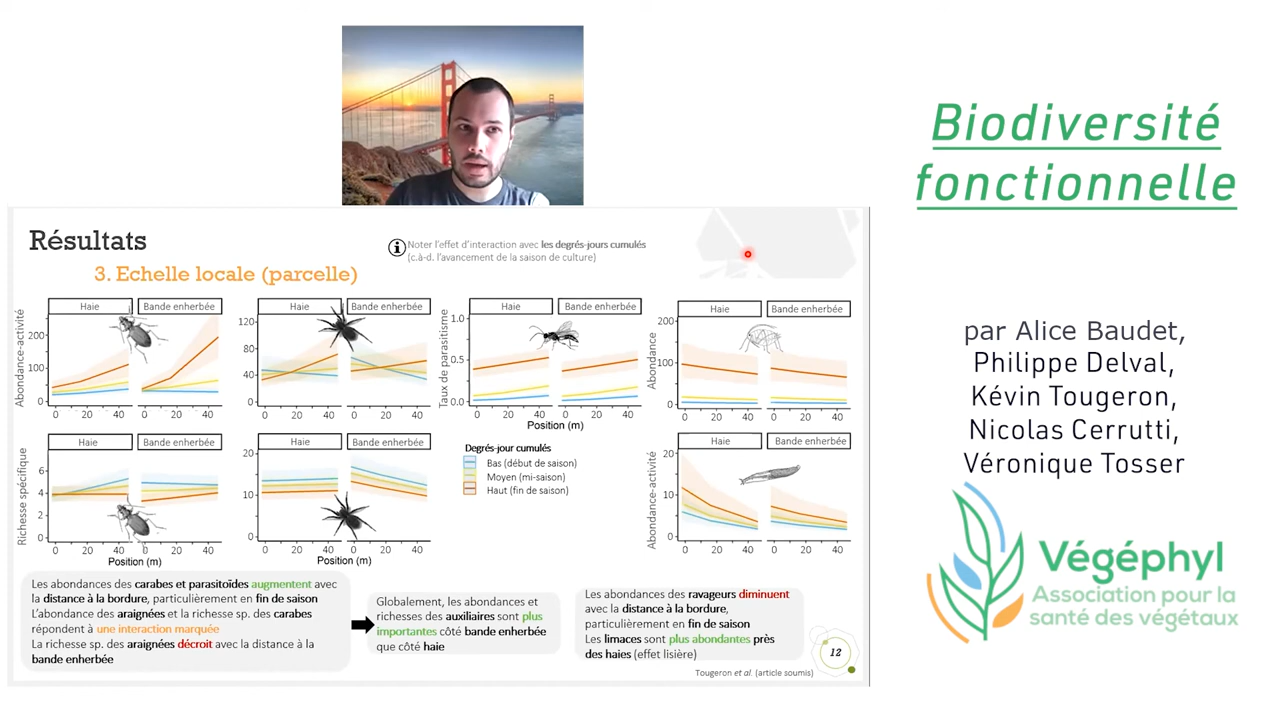 Biodiversité
fonctionnelle
par Alice Baudet,
Philippe Delval,
Kévin Tougeron,
Nicolas Cerrutti,
Véronique Tosser
Végéphyl
Association pour la
santé des végétaux
Résultats
Noter l'effet d'interaction avec les degrés-jours cumulés
(c.à-d. l'avancement de la saison de culture)
3. Echelle locale (parcelle)
Haie Bande enherbée
Abondance-activité
200
100
0
0 20 40 0 20 40
Haie Bande enherbée
120
80
40
0
0 20 40 0 20 40
Haie Bande enherbée
Taux de parasitisme
1.0
0.5
0.0
0 20 40 0 20 40
Position (m)
Haie Bande enherbée
Abondance
200
100
0
0 20 40 0 20 40
Haie Bande enherbée
Richesse spécifique
6
4
2
0
0 20 40 0 20 40
Position (m)
Haie Bande enherbée
20
10
0
0 20 40 0 20 40
Position (m)
Degrés-jour cumulés
Bas (début de saison)
Moyen (mi-saison)
Haut (fin de saison)
Haie Bande enherbée
Abondance-activité
20
10
0
0 20 40 0 20 40
Les abondances des carabes et parasitoïdes augmentent avec
la distance à la bordure, particulièrement en fin de saison
L'abondance des araignées et la richesse sp. des carabes
répondent à une interaction marquée
La richesse sp. des araignées décroit avec la distance à la
bande enherbée
Globalement, les abondances et
richesses des auxiliaires sont plus
importantes côté bande enherbée
que côté haie
Les abondances des ravageurs diminuent
avec la distance à la bordure,
particulièrement en fin de saison
Les limaces sont plus abondantes près
des haies (effet lisière)
12
Tougeron et al. (article soumis)